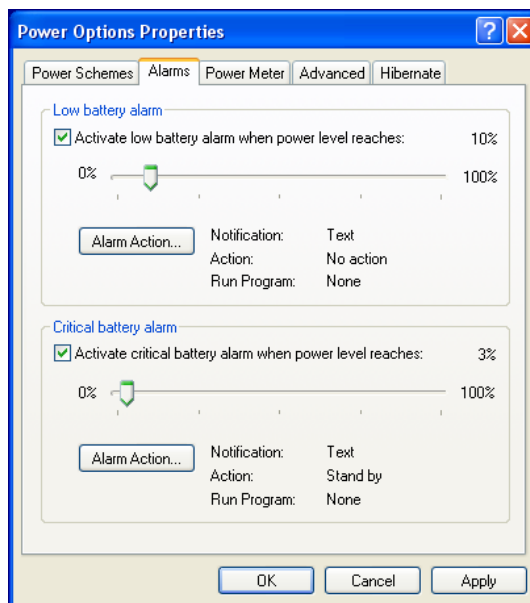 Power Options Properties
Power Schemes Alarms Power Meter Advanced Hibernate
Low battery alarm
Activate low battery alarm when power level reaches: 10%
0% 100%
Alarm Action... Notification: Text
Action: No action
Run Program: None
Critical battery alarm
Activate critical battery alarm when power level reaches: 3%
0% 100%
Alarm Action... Notification: Text
Action: Stand by
Run Program: None
OK Cancel Apply